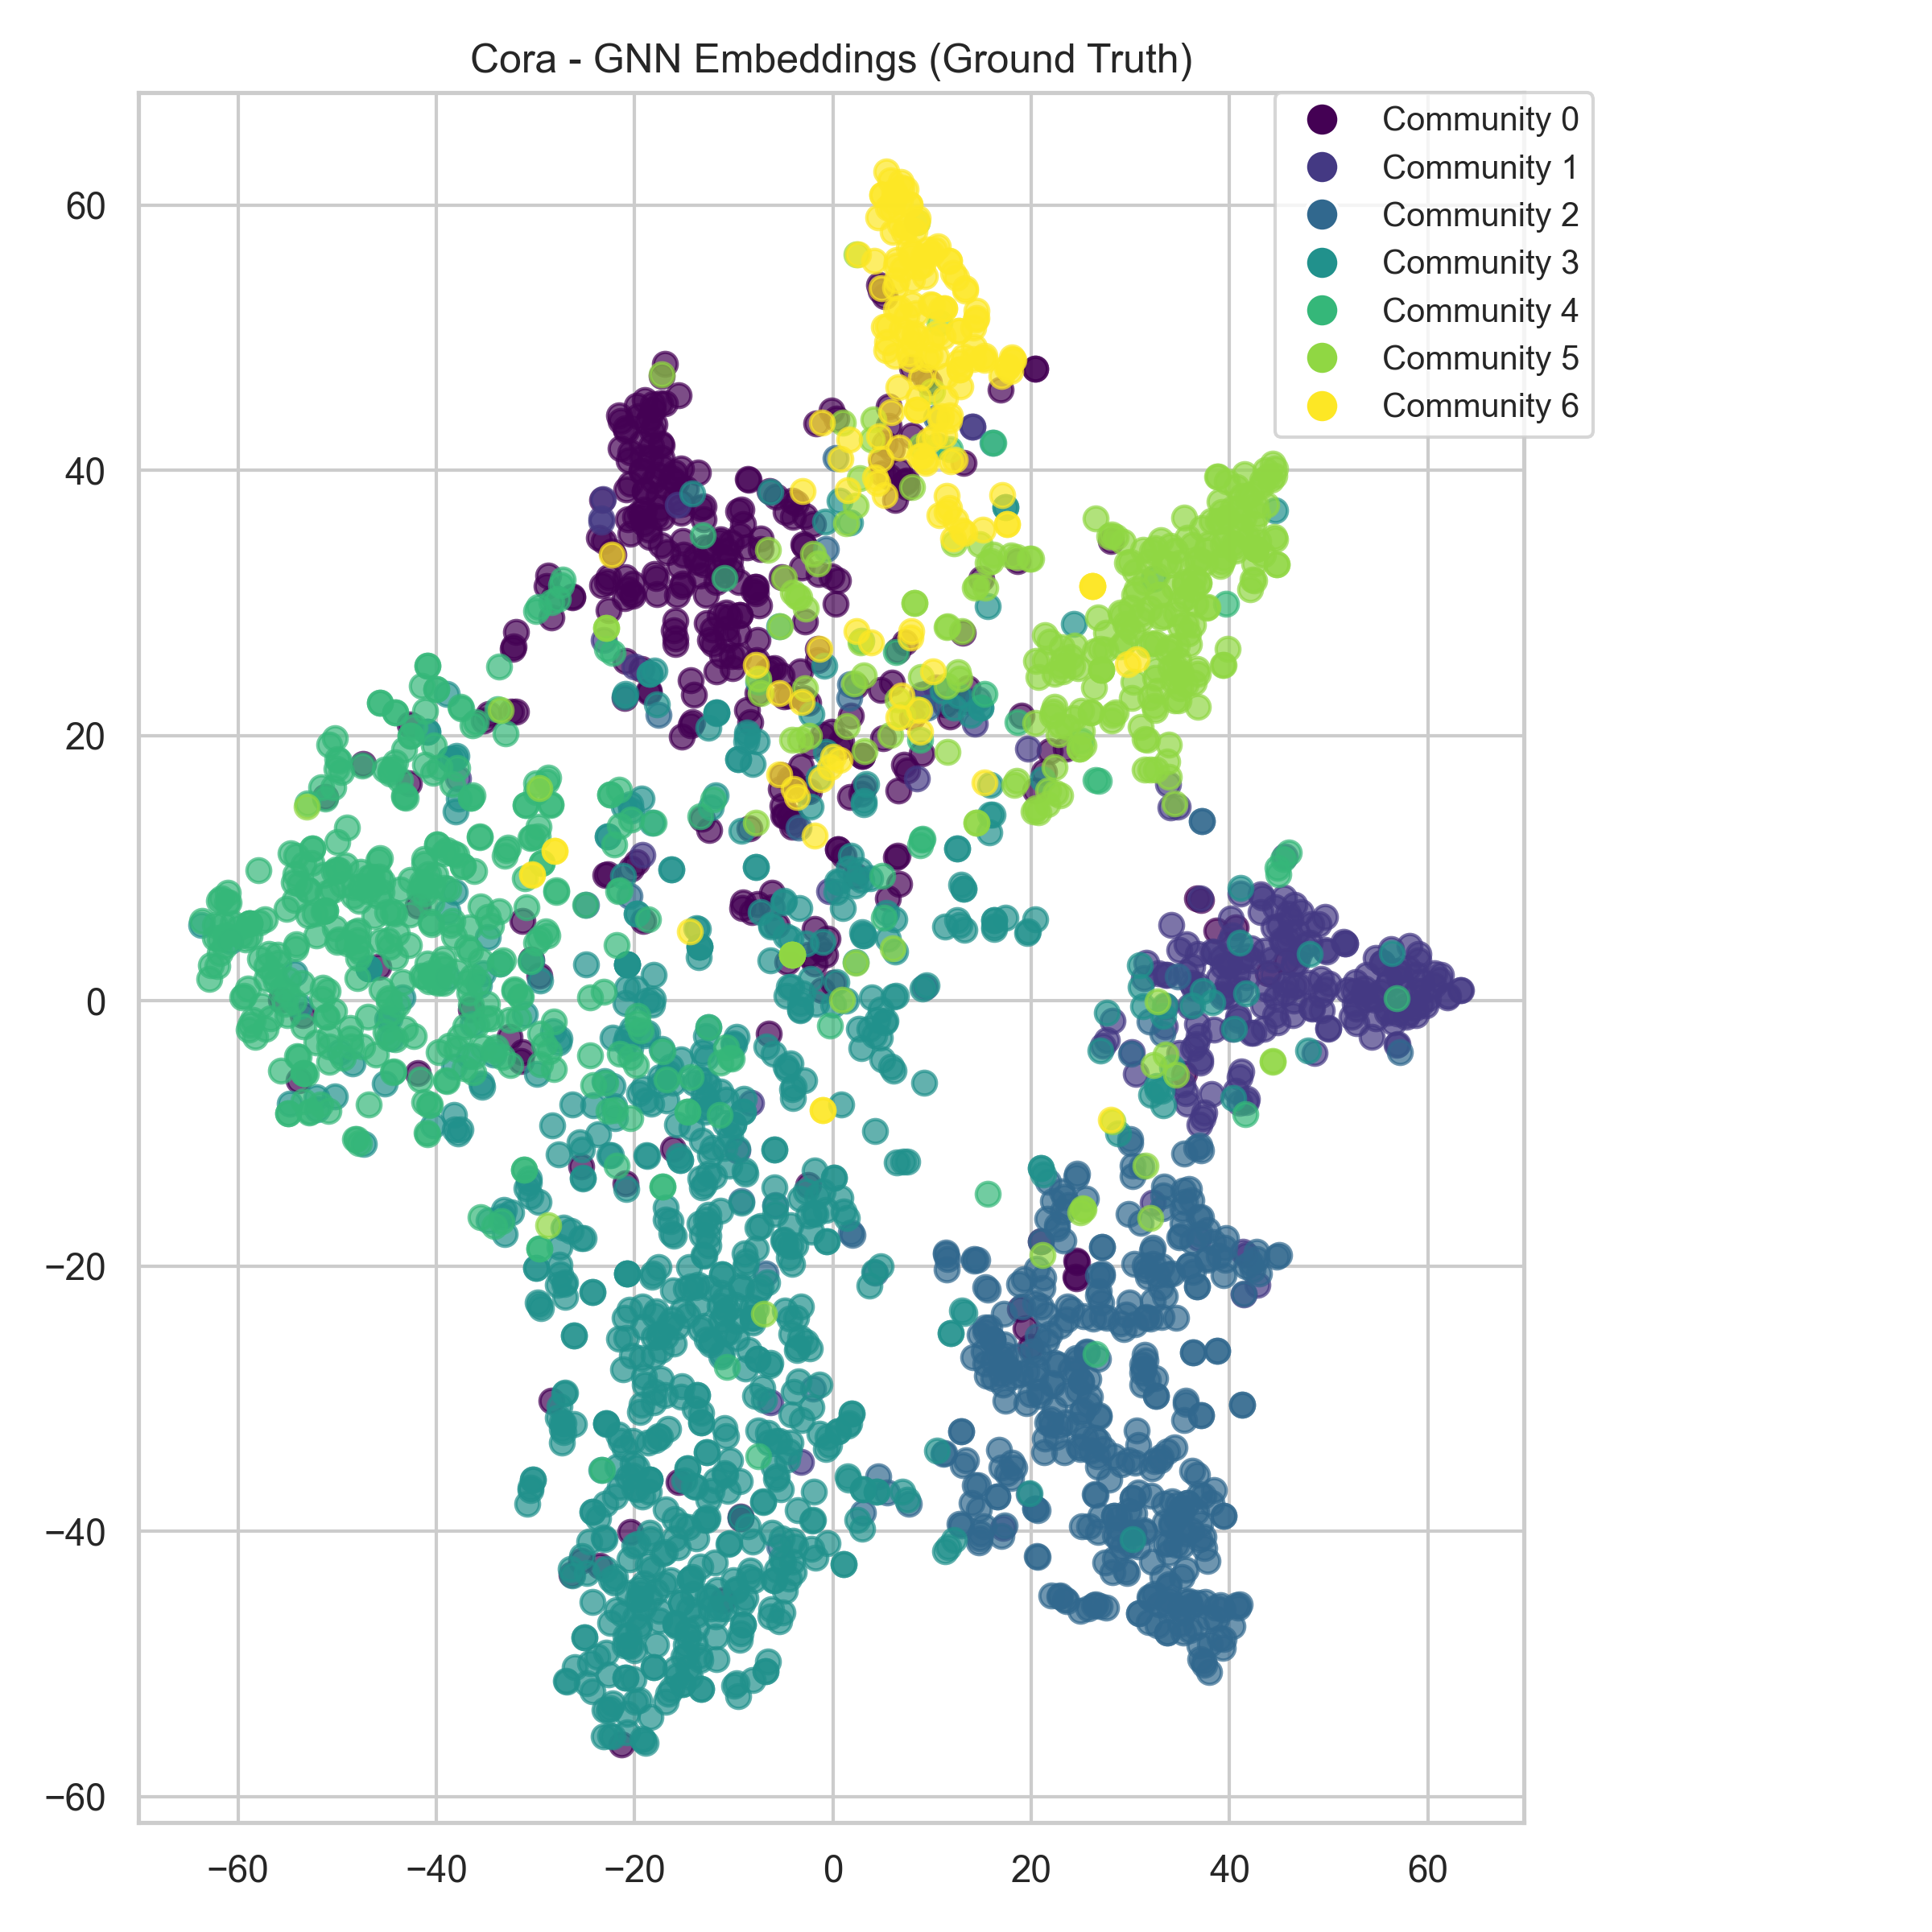 Cora - GNN Embeddings (Ground Truth)
Community 0
Community 1
Community 2
Community 3
Community 4
Community 5
Community 6
60
40
20
0
−20
−40
−60
−60 −40 −20 0 20 40 60